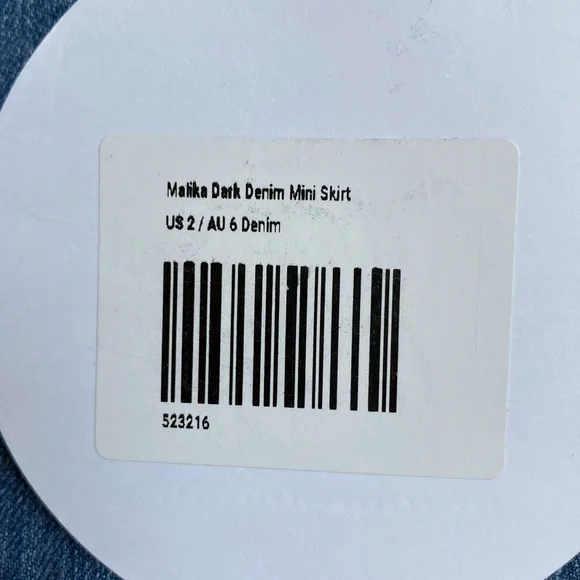 Malika Dark Denim Mini Skirt
US 2 / AU 6 Denim
523216